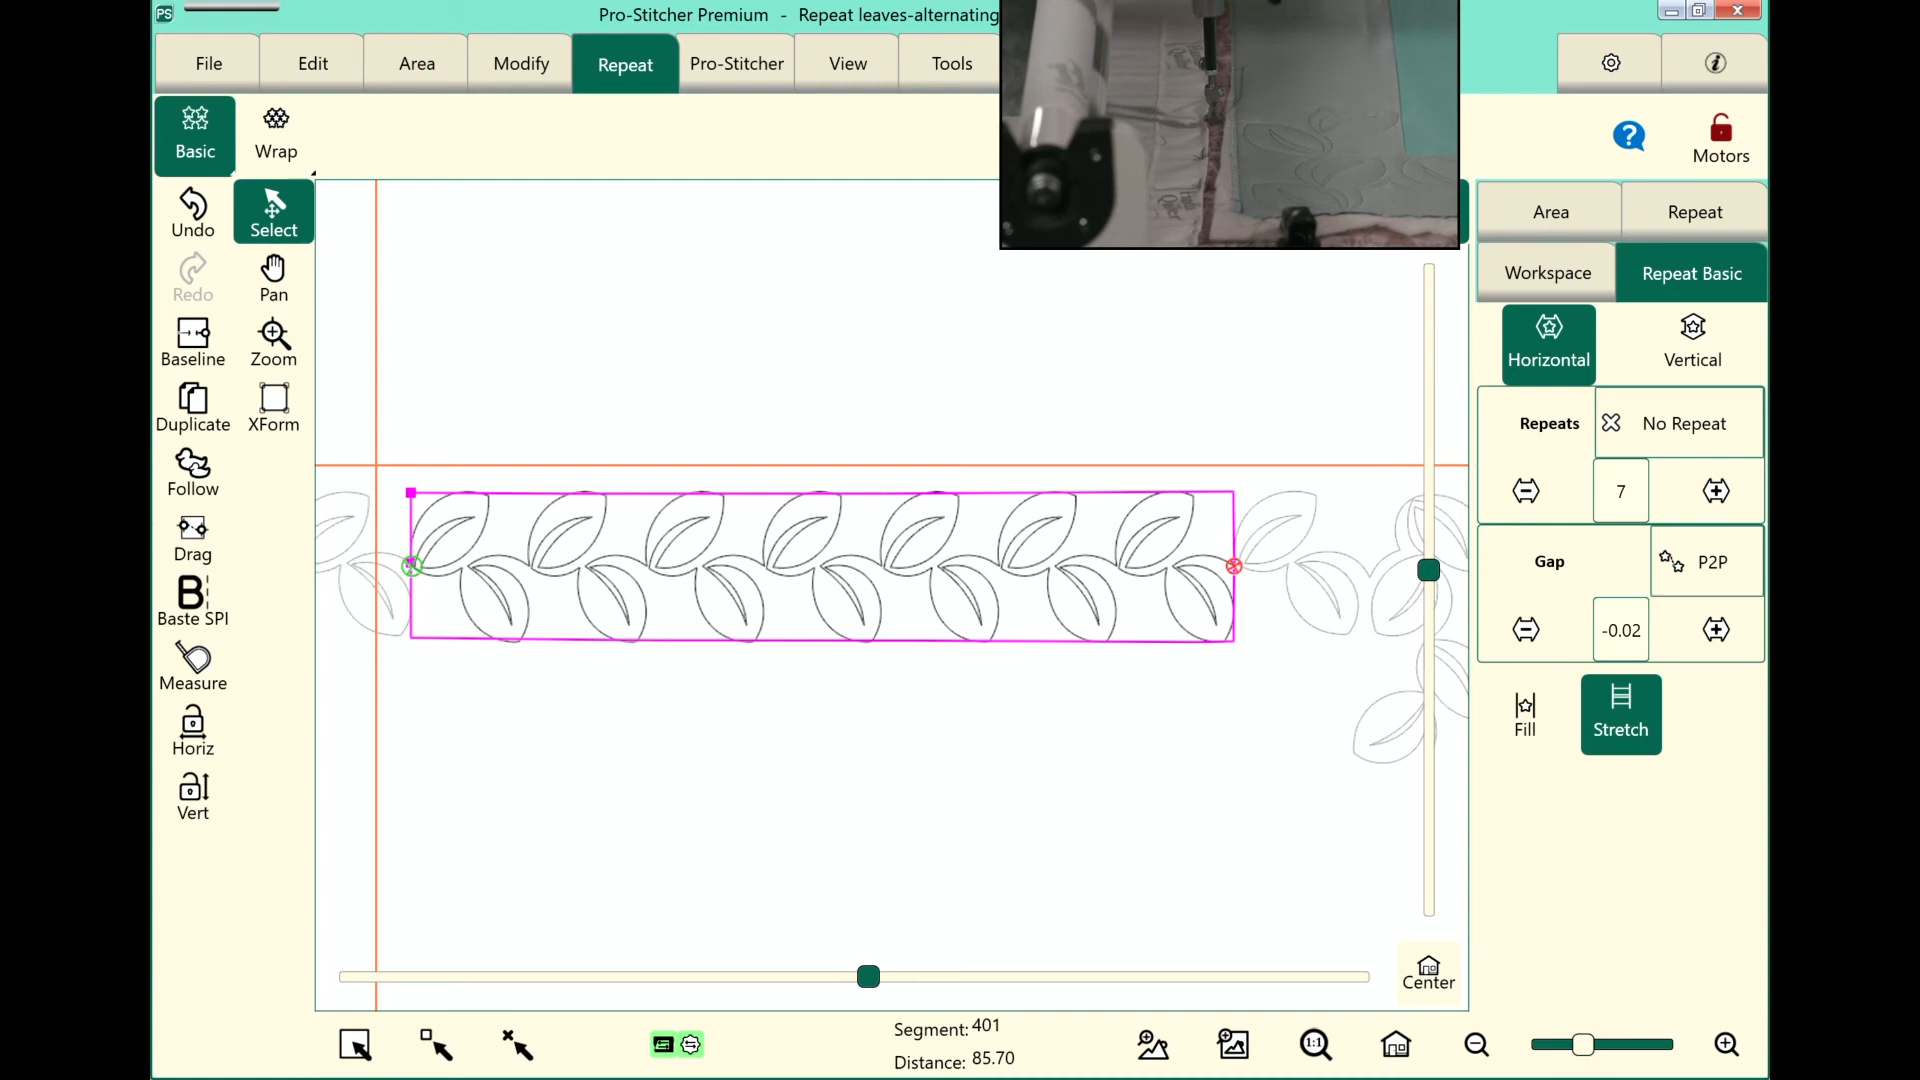 PS
Pro-Stitcher Premium - Repeat leaves-alternating
File Edit Area Modify Repeat Pro-Stitcher View Tools
Basic Wrap
Motors
Undo Select
Redo Pan
Baseline Zoom
Duplicate XForm
Follow
Drag
B
Baste SPI
Measure
Horiz
Vert
Area Repeat
Workspace Repeat Basic
Horizontal Vertical
Repeats No Repeat
7
Gap P2P
-0.02
Fill Stretch
Center
Segment: 401
Distance: 85.70
1:1